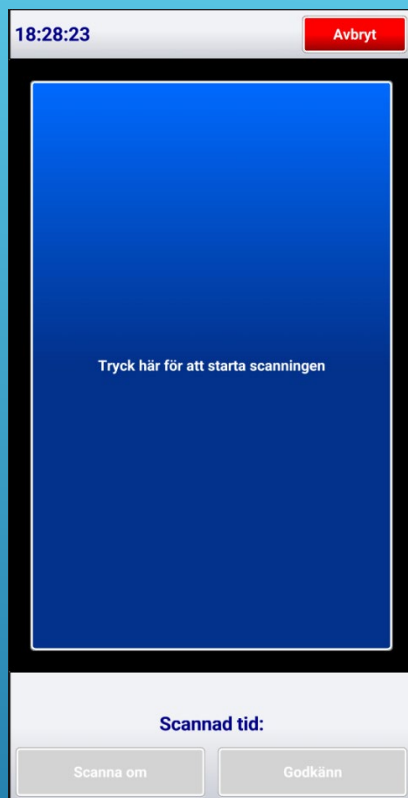 18:28:23
Avbryt
Tryck här för att starta scanningen
Scannad tid:
Scanna om
Godkänn